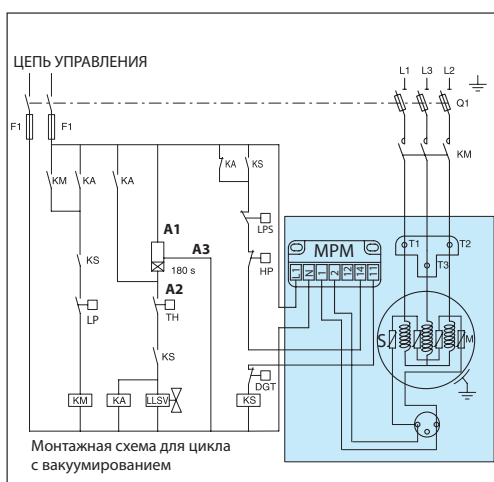 ЦЕПЬ УПРАВЛЕНИЯ
L1 L3 L2
F1 F1 Q1
KM
KM KA KA KA KS
A1 A3 LPS
MPM
T1 T2
T3
180 s HP
L1 N 1 2 12 14 11
KS A2
LP TH
S M
KS
DGT
KM KA LLSV KS
Монтажная схема для цикла
с вакуумированием